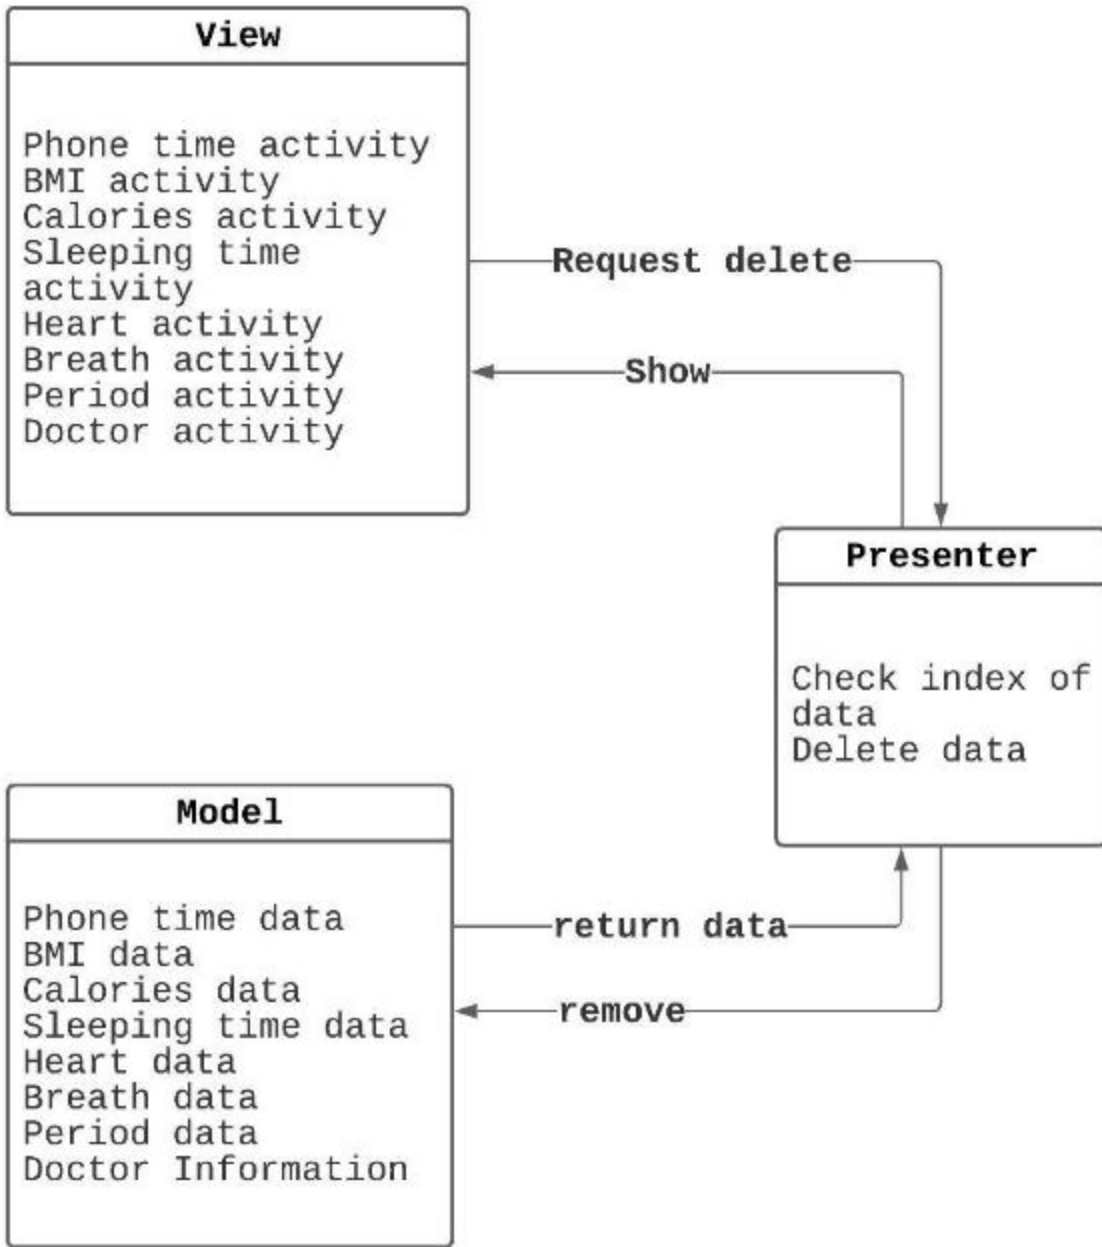 View
Phone time activity
BMI activity
Calories activity
Sleeping time
activity
Heart activity
Breath activity
Period activity
Doctor activity
Request delete
Show
Presenter
Check index of
data
Delete data
Model
Phone time data
BMI data
Calories data
Sleeping time data
Heart data
Breath data
Period data
Doctor Information
return data
remove